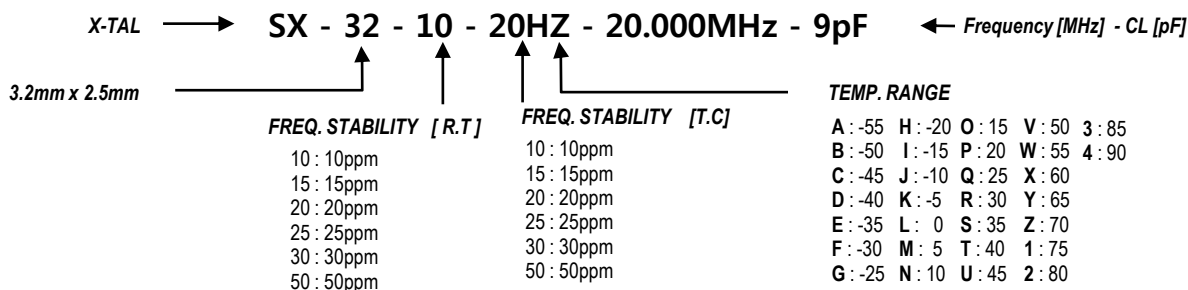 X-TAL SX - 32 - 10 - 20HZ - 20.000MHz - 9pF Frequency [MHz] - CL [pF]
3.2mm x 2.5mm
TEMP. RANGE
FREQ. STABILITY [ R.T ]
FREQ. STABILITY [T.C]
10 : 10ppm
15 : 15ppm
20 : 20ppm
25 : 25ppm
30 : 30ppm
50 : 50ppm
10 : 10ppm
15 : 15ppm
20 : 20ppm
25 : 25ppm
30 : 30ppm
50 : 50ppm
A : -55 H : -20 O : 15 V : 50 3 : 85
B : -50 I : -15 P : 20 W : 55 4 : 90
C : -45 J : -10 Q : 25 X : 60
D : -40 K : -5 R : 30 Y : 65
E : -35 L : 0 S : 35 Z : 70
F : -30 M : 5 T : 40 1 : 75
G : -25 N : 10 U : 45 2 : 80